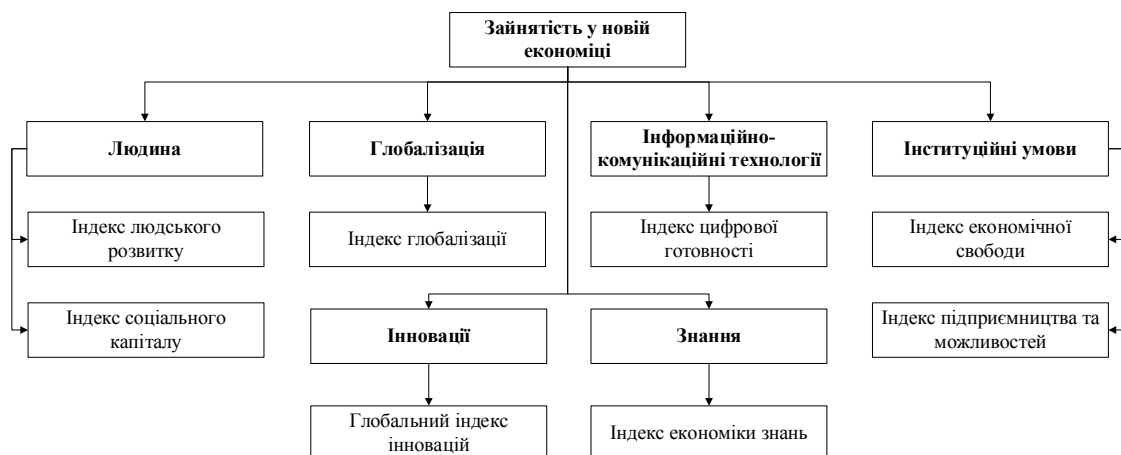 Зайнятість у новій
економіці
Людина
Глобалізація
Інформаційно-
комунікаційні технології
Інституційні умови
Індекс людського
розвитку
Індекс глобалізації
Індекс цифрової
готовності
Індекс економічної
свободи
Індекс соціального
капіталу
Інновації
Знання
Індекс підприємництва та
можливостей
Глобальний індекс
інновацій
Індекс економіки знань